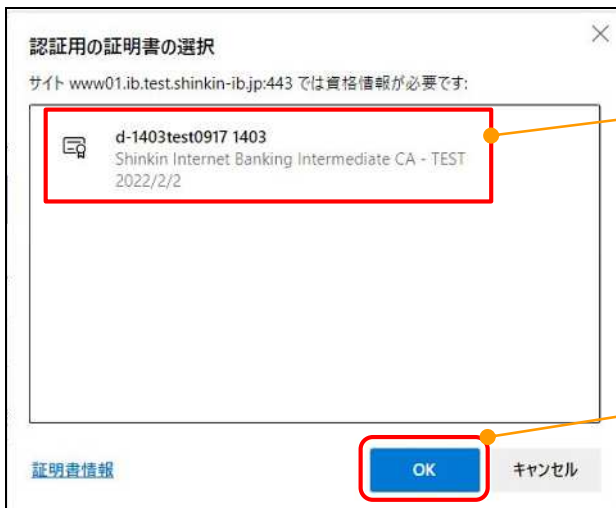 認証用の証明書の選択
サイト www01.ib.test.shinkin-ib.jp:443 では資格情報が必要です:
d-1403test0917 1403
Shinkin Internet Banking Intermediate CA - TEST
2022/2/2
証明書情報
OK
キャンセル